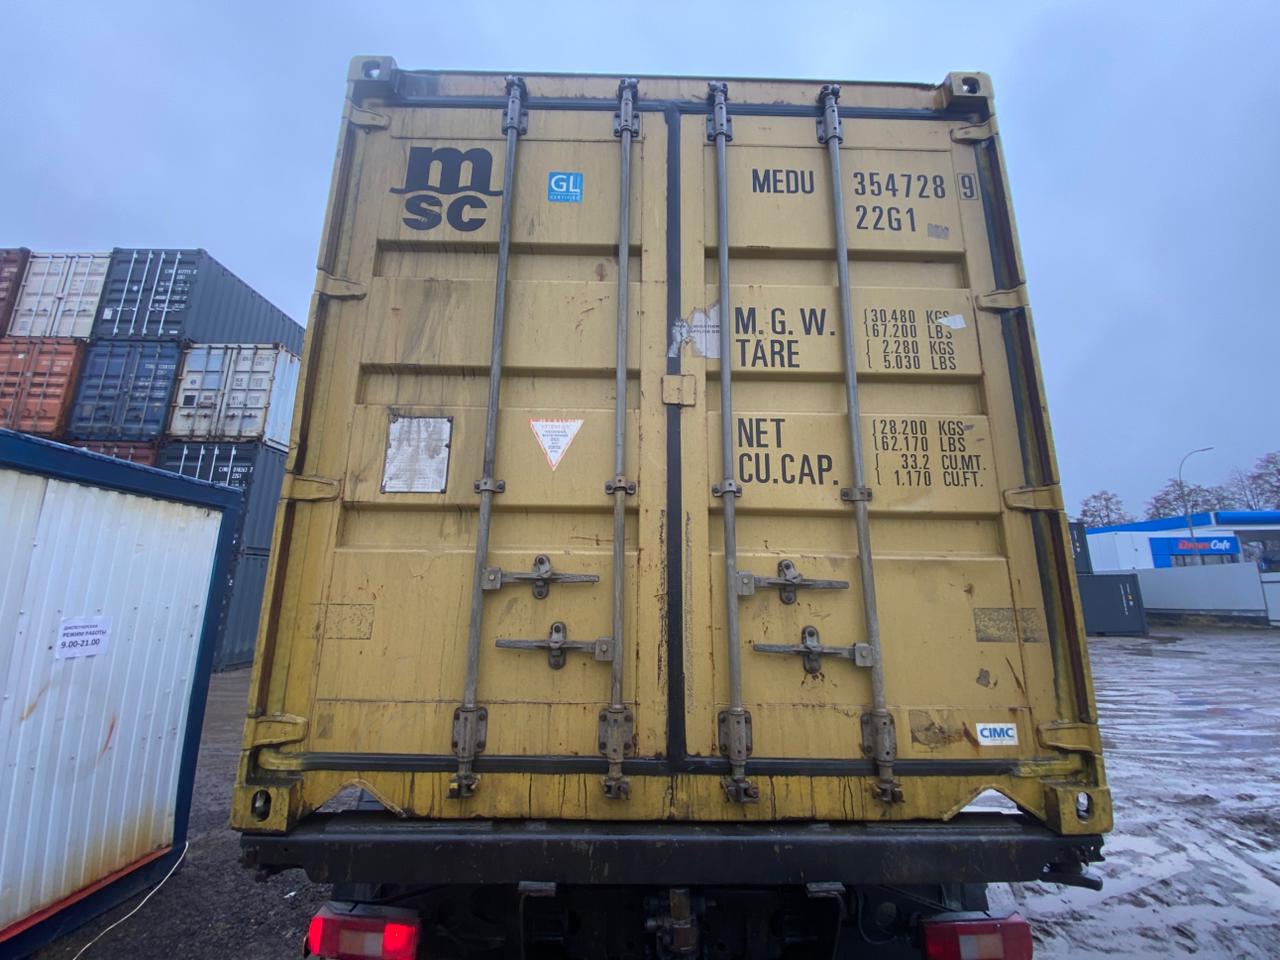 msc
GL
CERTIFIED
MEDU 354728 9
22G1
M.G.W. 30.480 KGS
67.200 LBS
TARE 2.280 KGS
5.030 LBS
NET 28.200 KGS
62.170 LBS
CU.CAP. 33.2 CU.MT.
1.170 CU.FT.
CIMC
ДИСПЕТЧЕРСКАЯ
РЕЖИМ РАБОТЫ
9.00-21.00
Cafe